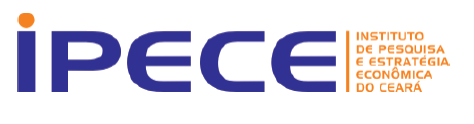 iPECE
INSTITUTO
DE PESQUISA
E ESTRATÉGIA
ECONÔMICA
DO CEARÁ